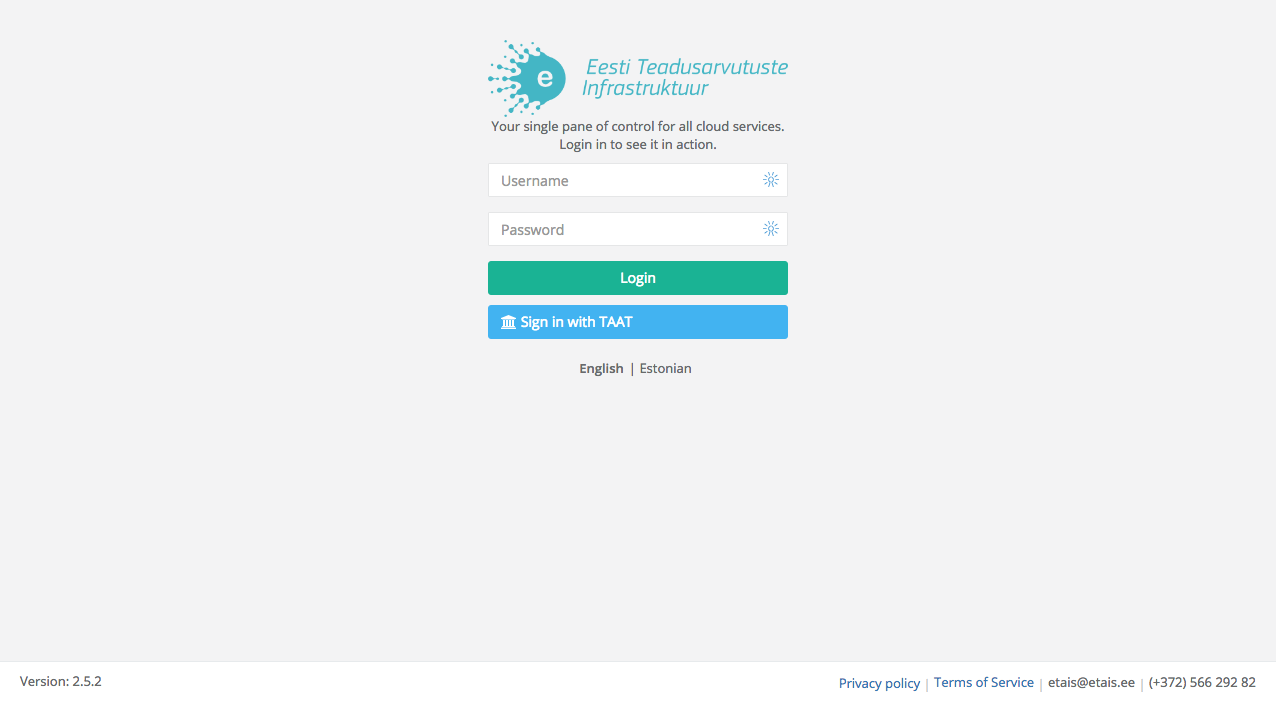 e
Eesti Teadusarvutuste
Infrastruktuur
Your single pane of control for all cloud services.
Login in to see it in action.
Username
Password
Login
Sign in with TAAT
English | Estonian
Version: 2.5.2
Privacy policy | Terms of Service | etais@etais.ee | (+372) 566 292 82